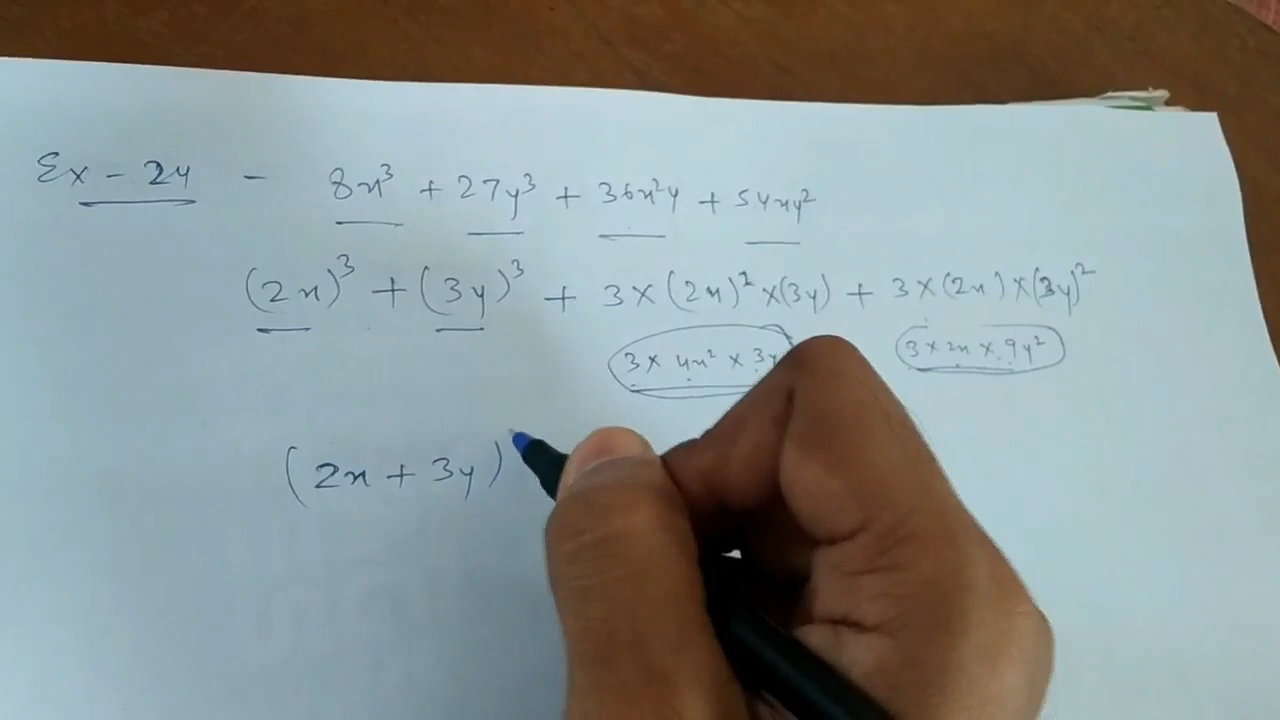 Ex - 24 - 8x³ + 27y³ + 36x²y + 54xy²
(2x)³ + (3y)³ + 3×(2x)²×(3y) + 3×(2x)×(3y)²
3 × 4x² × 3y 3 × 2x × 9y²
(2x + 3y)